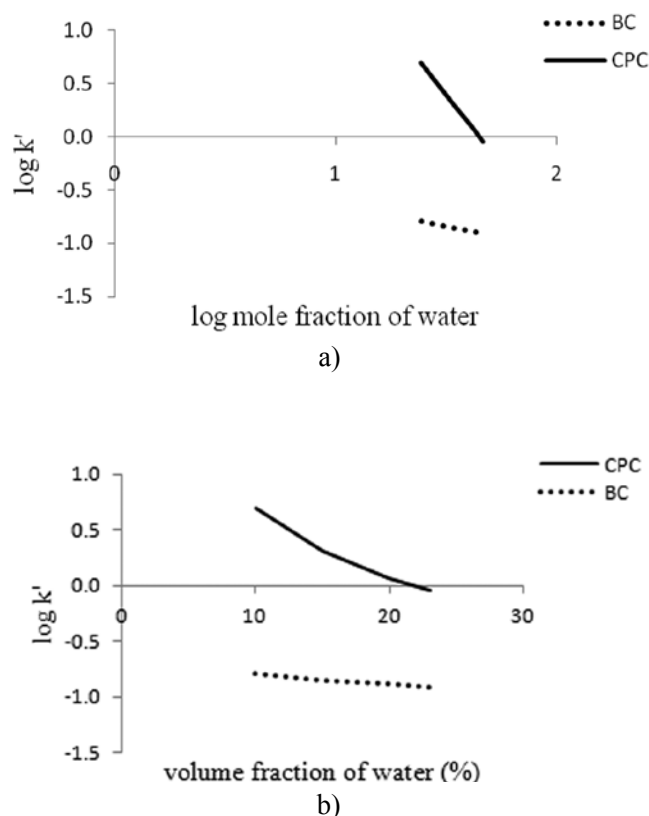 BC
CPC
1.0
0.5
0.0
-0.5
-1.0
-1.5
0
1
2
log k'
log mole fraction of water
a)
CPC
BC
1.0
0.5
0.0
-0.5
-1.0
-1.5
0
10
20
30
log k'
volume fraction of water (%)
b)